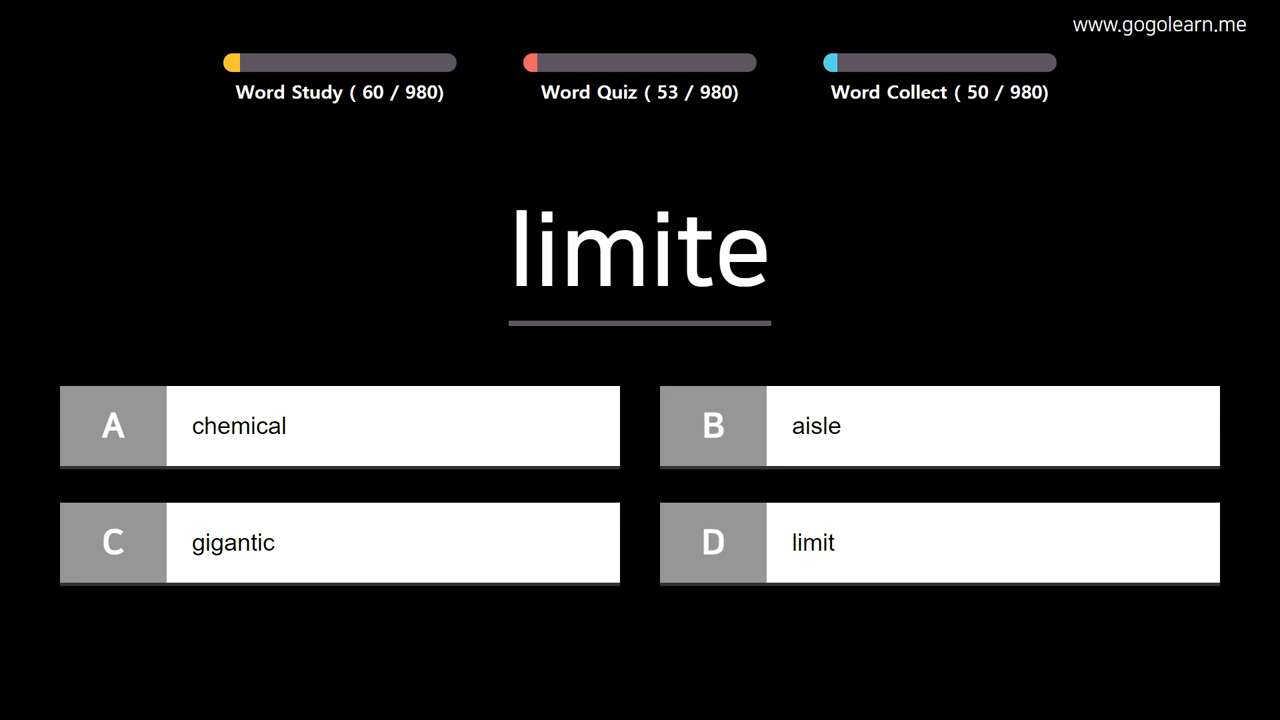 www.gogolearn.me
Word Study ( 60 / 980)
Word Quiz ( 53 / 980)
Word Collect ( 50 / 980)
limite
A chemical
B aisle
C gigantic
D limit